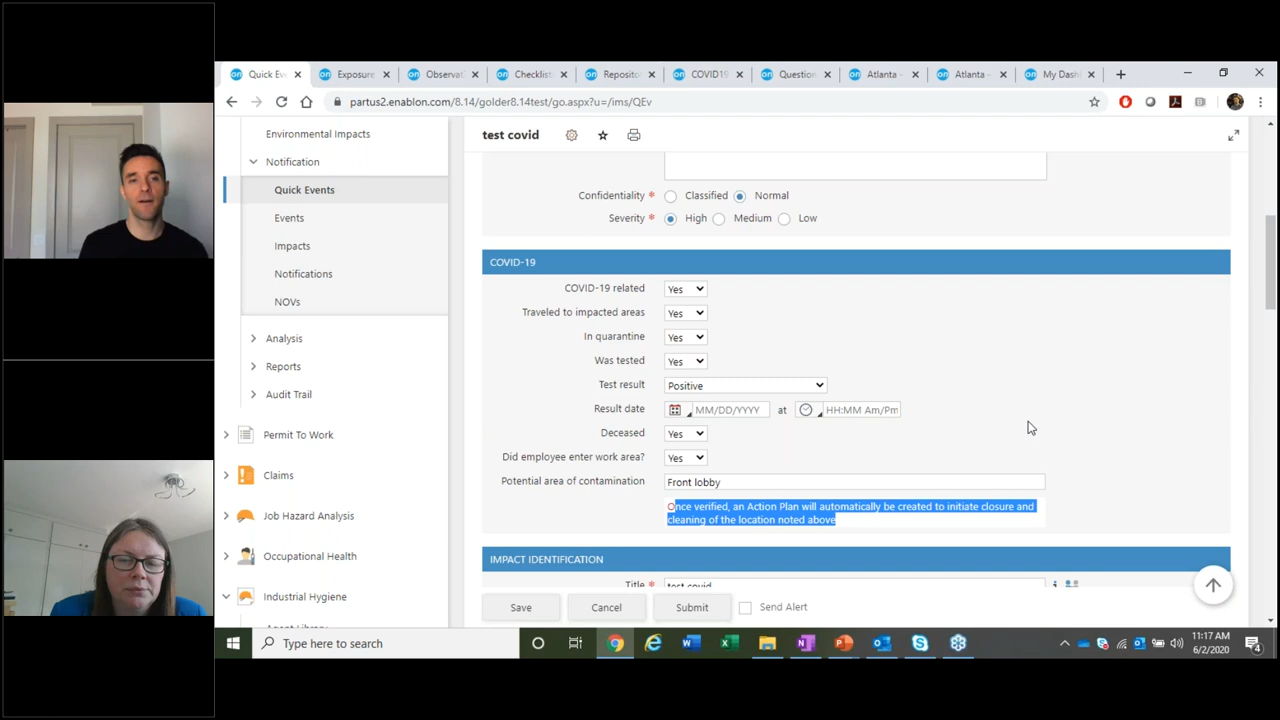 Quick Ev
Exposure
Observat
Checklist
Repositor
COVID19
Question
Atlanta -
Atlanta -
My Dash
partus2.enablon.com/8.14/golder8.14test/go.aspx?u=/ims/QEv
Environmental Impacts
Notification
Quick Events
Events
Impacts
Notifications
NOVs
Analysis
Reports
Audit Trail
Permit To Work
Claims
Job Hazard Analysis
Occupational Health
Industrial Hygiene
test covid
Confidentiality * Classified Normal
Severity * High Medium Low
COVID-19
COVID-19 related Yes
Traveled to impacted areas Yes
In quarantine Yes
Was tested Yes
Test result Positive
Result date MM/DD/YYYY at HH:MM Am/Pm
Deceased Yes
Did employee enter work area? Yes
Potential area of contamination Front lobby
Once verified, an Action Plan will automatically be created to initiate closure and
cleaning of the location noted above
IMPACT IDENTIFICATION
Title * test covid
Save Cancel Submit Send Alert
Type here to search
11:17 AM
6/2/2020
4